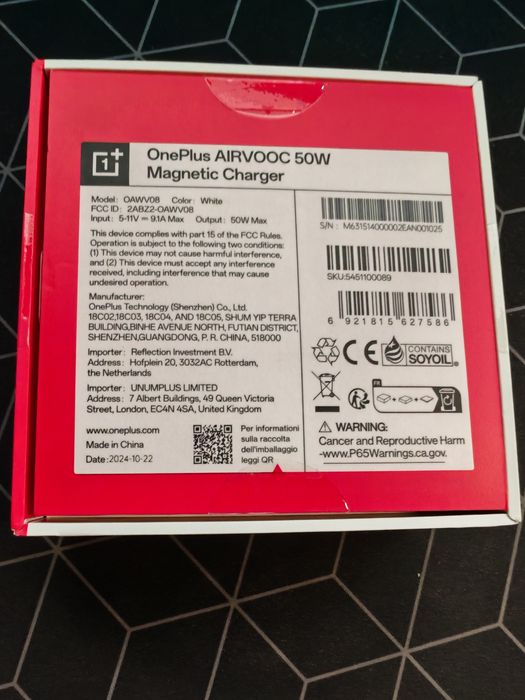 1+
OnePlus AIRVOOC 50W
Magnetic Charger
Model: OAWV08 Color: White
FCC ID: 2ABZ2-OAWV08
Input: 5-11V ⎓ 9.1A Max Output: 50W Max
This device complies with part 15 of the FCC Rules.
Operation is subject to the following two conditions:
(1) This device may not cause harmful interference,
and (2) This device must accept any interference
received, including interference that may cause
undesired operation.
Manufacturer:
OnePlus Technology (Shenzhen) Co., Ltd.
18C02,18C03, 18C04, AND 18C05, SHUM YIP TERRA
BUILDING,BINHE AVENUE NORTH, FUTIAN DISTRICT,
SHENZHEN,GUANGDONG, P. R. CHINA, 518000
Importer: Reflection Investment B.V.
Address: Hofplein 20, 3032AC Rotterdam,
the Netherlands
Importer: UNUMPLUS LIMITED
Address: 7 Albert Buildings, 49 Queen Victoria
Street, London, EC4N 4SA, United Kingdom
www.oneplus.com
Made in China
Date:2024-10-22
Per informazioni
sulla raccolta
dell'imballaggio
leggi QR
S/N: M631514000002EAN001025
SKU:5451100089
6 921815 627586
CE
CONTAINS
SOYOIL
FR
⚠ WARNING:
Cancer and Reproductive Harm
-www.P65Warnings.ca.gov.